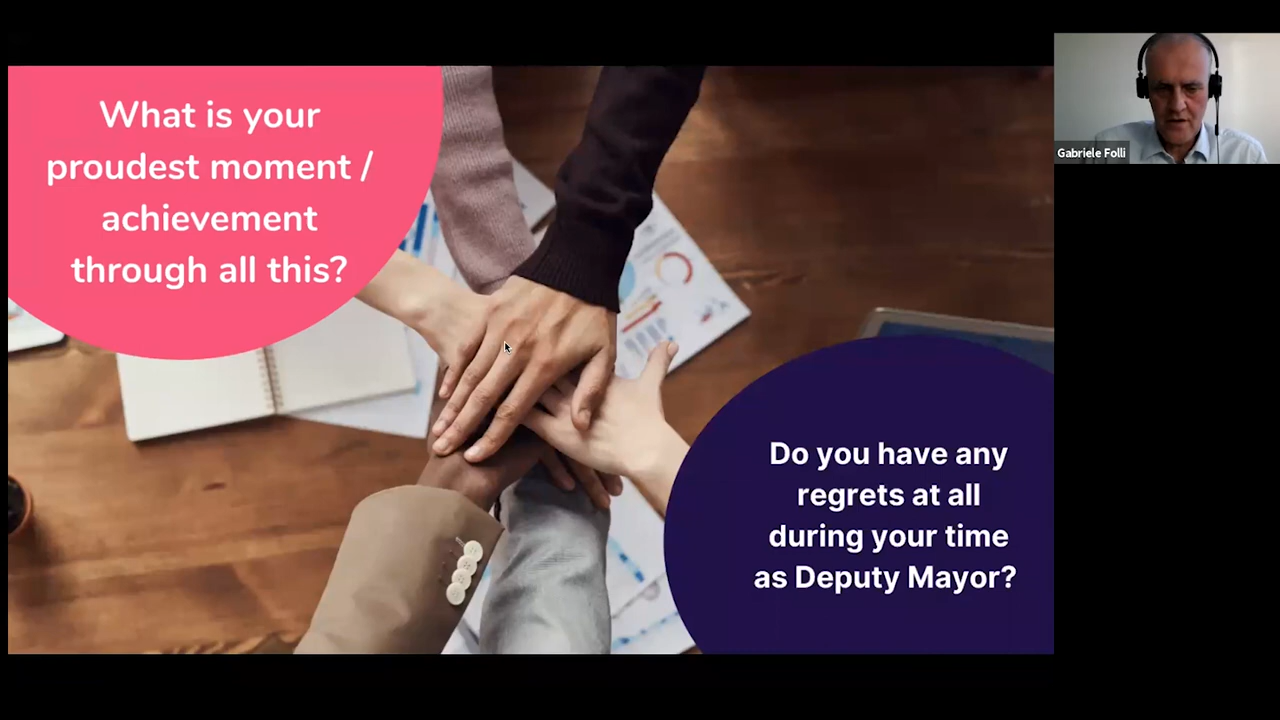 What is your
proudest moment /
achievement
through all this?
Gabriele Folli
Do you have any
regrets at all
during your time
as Deputy Mayor?